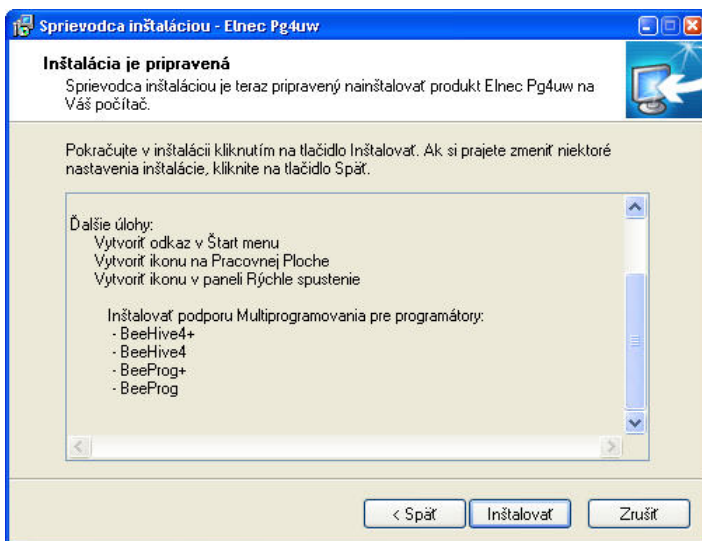 Sprievodca inštaláciou - Elnec Pg4uw
Inštalácia je pripravená
Sprievodca inštaláciou je teraz pripravený nainštalovať produkt Elnec Pg4uw na
Váš počítač.
Pokračujte v inštalácii kliknutím na tlačidlo Inštalovať. Ak si prajete zmeniť niektoré
nastavenia inštalácie, kliknite na tlačidlo Späť.
Ďalšie úlohy:
Vytvoriť odkaz v Štart menu
Vytvoriť ikonu na Pracovnej Ploche
Vytvoriť ikonu v paneli Rýchle spustenie
Inštalovať podporu Multiprogramovania pre programátory:
- BeeHive4+
- BeeHive4
- BeeProg+
- BeeProg
< Späť Inštalovať Zrušiť